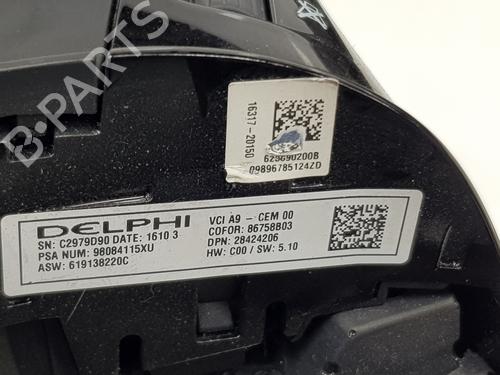 B-PARTS
16317-20150
623690200B
09896785124ZD
DELPHI
VCI A9 - CEM 00
SN: C2979D90 DATE: 1610 3
COFOR: 86758B03
PSA NUM: 98084115XU
DPN: 28424206
ASW: 619138220C
HW: C00 / SW: 5.10